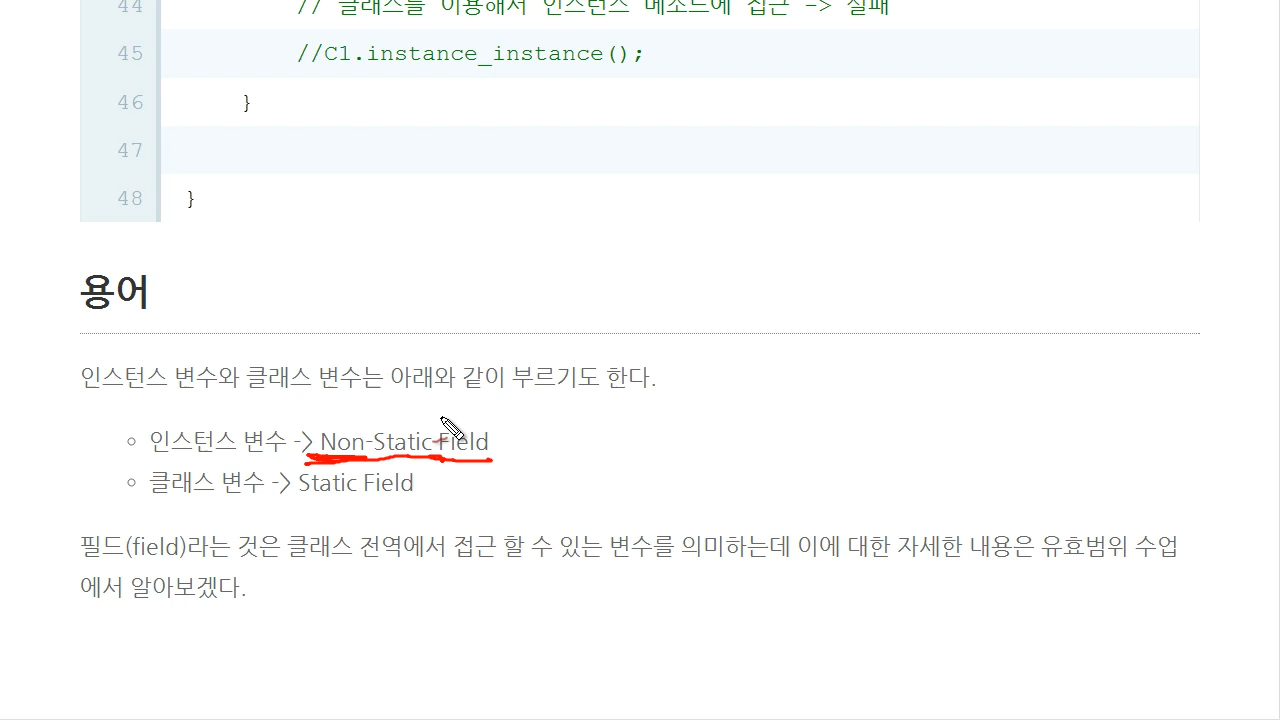 44 // 클래스를 이용해서 인스턴스 메소드에 접근 -> 실패
45 //C1.instance_instance();
46 }
47
48 }
용어
인스턴스 변수와 클래스 변수는 아래와 같이 부르기도 한다.
인스턴스 변수 -> Non-Static Field
클래스 변수 -> Static Field
필드(field)라는 것은 클래스 전역에서 접근 할 수 있는 변수를 의미하는데 이에 대한 자세한 내용은 유효범위 수업
에서 알아보겠다.